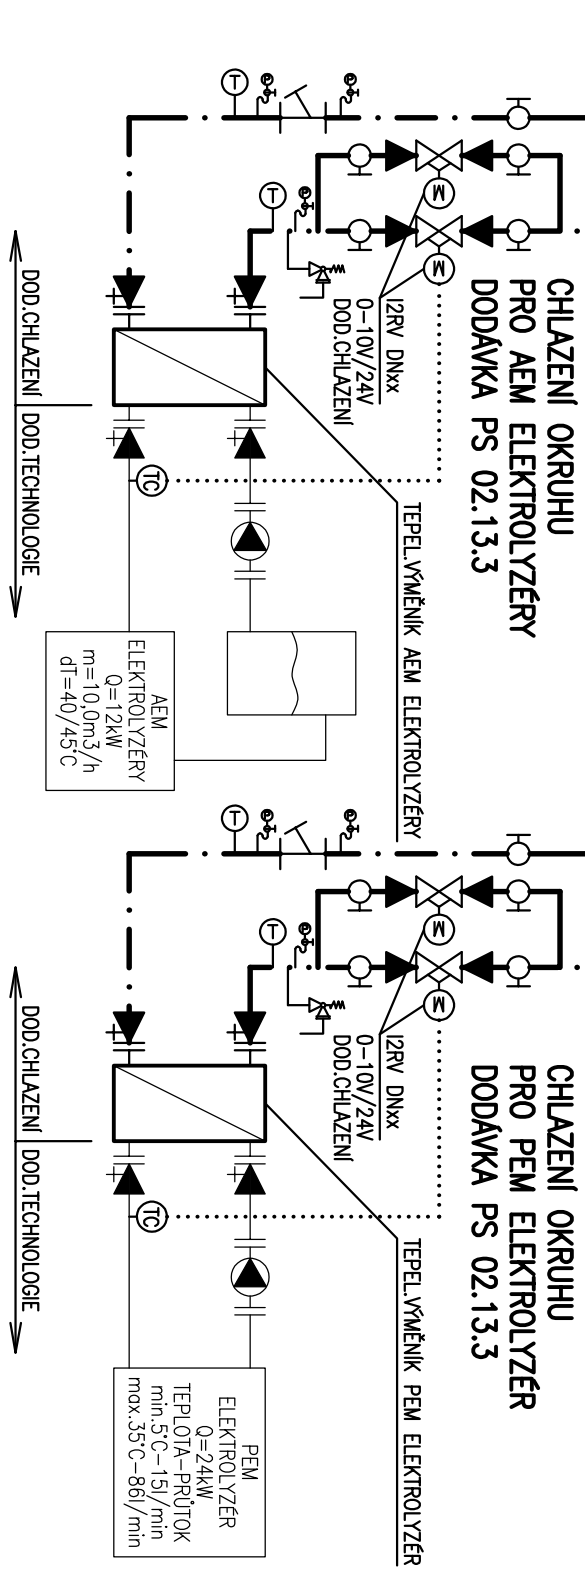 CHLAZENÍ OKRUHU
PRO AEM ELEKTROLYZÉRY
DODÁVKA PS 02.13.3
TEPEL.VÝMĚNÍK AEM ELEKTROLYZÉRY
M
M
I2RV DNxx
0-10V/24V
DOD.CHLAZENÍ
P
P
P
T
T
TC
AEM
ELEKTROLYZÉRY
Q=12kW
m=10,0m3/h
dT=40/45°C
DOD.CHLAZENÍ
DOD.TECHNOLOGIE
CHLAZENÍ OKRUHU
PRO PEM ELEKTROLYZÉR
DODÁVKA PS 02.13.3
TEPEL.VÝMĚNÍK PEM ELEKTROLYZÉR
M
M
I2RV DNxx
0-10V/24V
DOD.CHLAZENÍ
P
P
P
T
T
TC
PEM
ELEKTROLYZÉR
Q=24kW
TEPLOTA-PRŮTOK
min.5°C-15l/min
max.35°C-86l/min
DOD.CHLAZENÍ
DOD.TECHNOLOGIE